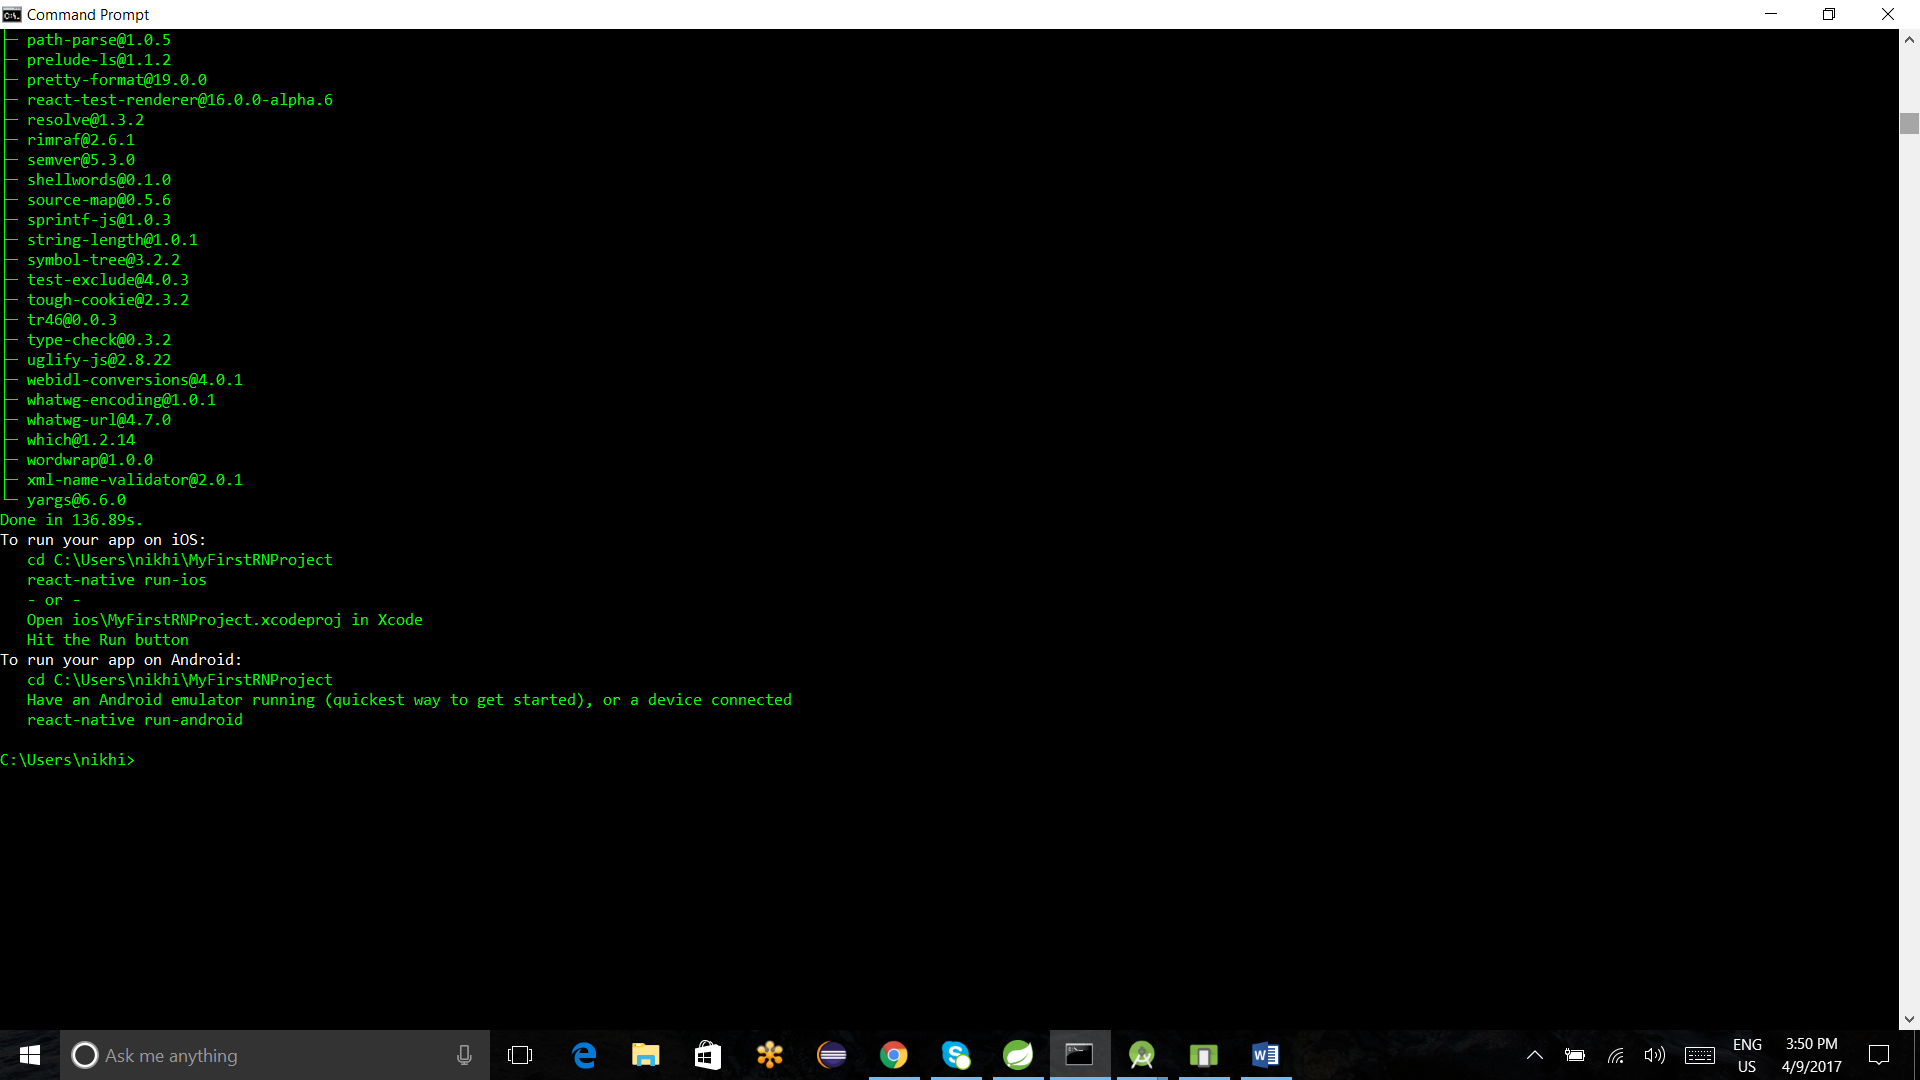 Command Prompt
├─ path-parse@1.0.5
├─ prelude-ls@1.1.2
├─ pretty-format@19.0.0
├─ react-test-renderer@16.0.0-alpha.6
├─ resolve@1.3.2
├─ rimraf@2.6.1
├─ semver@5.3.0
├─ shellwords@0.1.0
├─ source-map@0.5.6
├─ sprintf-js@1.0.3
├─ string-length@1.0.1
├─ symbol-tree@3.2.2
├─ test-exclude@4.0.3
├─ tough-cookie@2.3.2
├─ tr46@0.0.3
├─ type-check@0.3.2
├─ uglify-js@2.8.22
├─ webidl-conversions@4.0.1
├─ whatwg-encoding@1.0.1
├─ whatwg-url@4.7.0
├─ which@1.2.14
├─ wordwrap@1.0.0
├─ xml-name-validator@2.0.1
└─ yargs@6.6.0
Done in 136.89s.
To run your app on iOS:
cd C:\Users\nikhi\MyFirstRNProject
react-native run-ios
- or -
Open ios\MyFirstRNProject.xcodeproj in Xcode
Hit the Run button
To run your app on Android:
cd C:\Users\nikhi\MyFirstRNProject
Have an Android emulator running (quickest way to get started), or a device connected
react-native run-android
C:\Users\nikhi>
Ask me anything
ENG
US
3:50 PM
4/9/2017